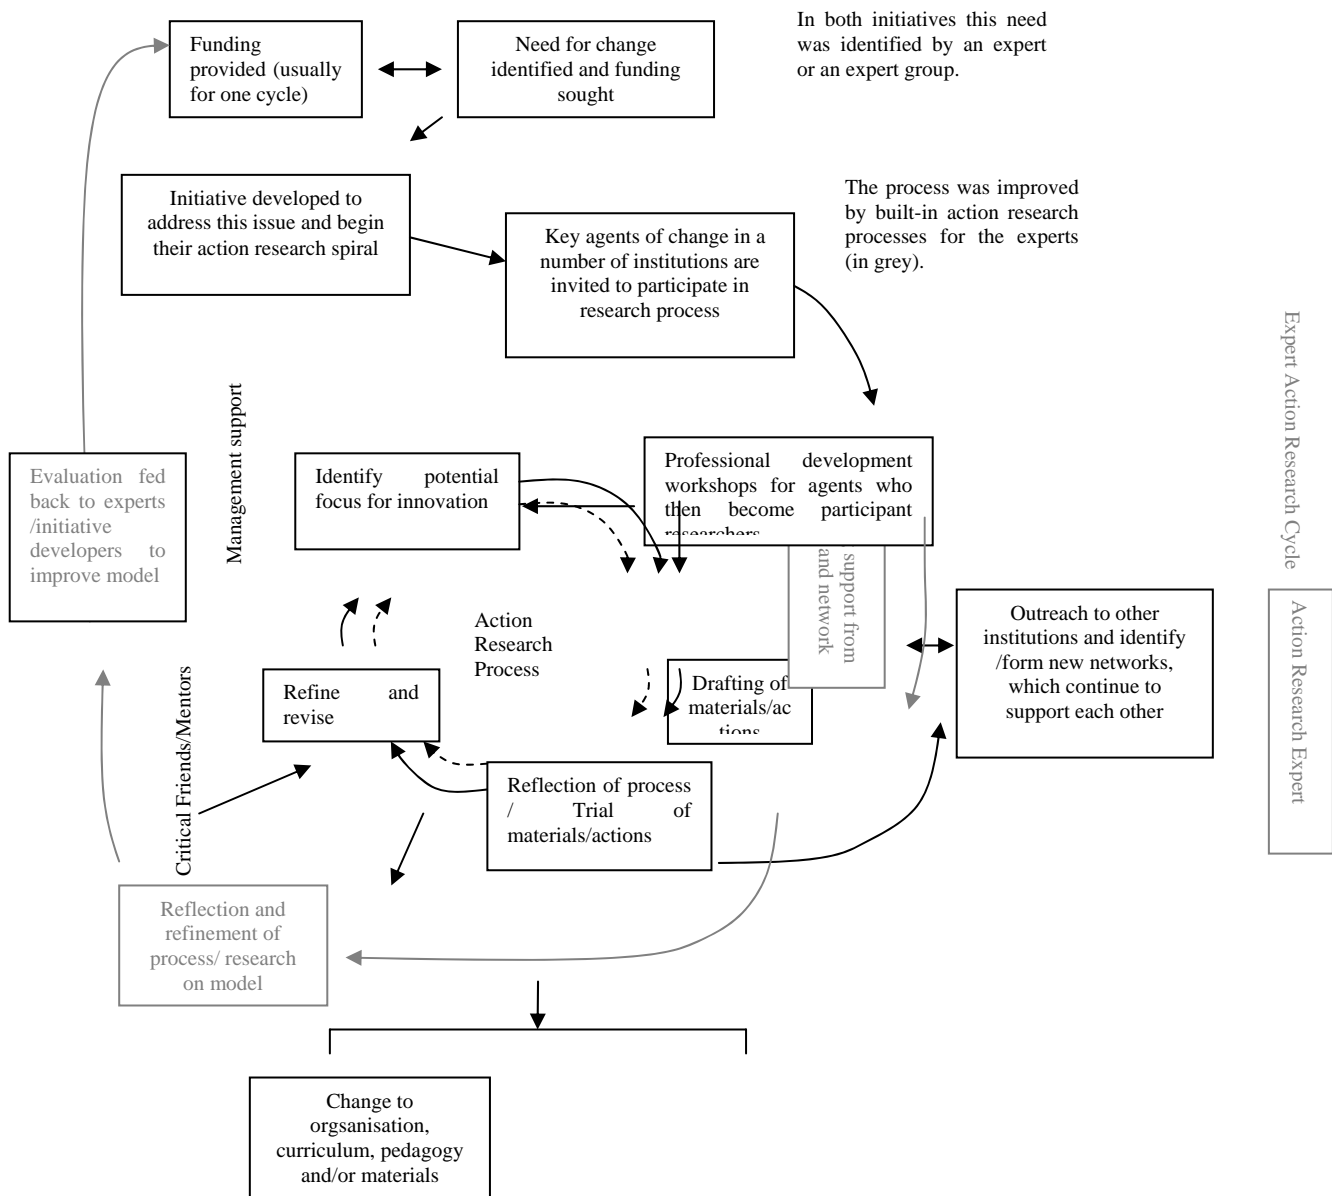 Funding
provided (usually
for one cycle)
Need for change
identified and funding
sought
In both initiatives this need
was identified by an expert
or an expert group.
Initiative developed to
address this issue and begin
their action research spiral
Key agents of change in a
number of institutions are
invited to participate in
research process
The process was improved
by built-in action research
processes for the experts
(in grey).
Expert Action Research Cycle
Management support
Evaluation fed
back to experts
/initiative
developers to
improve model
Identify potential
focus for innovation
Professional development
workshops for agents who
then become participant
researchers
support from
and network
Action
Research
Process
Outreach to other
institutions and identify
/form new networks,
which continue to
support each other
Action Research Expert
Critical Friends/Mentors
Refine and
revise
Drafting of
materials/ac
tions
Reflection of process
/ Trial of
materials/actions
Reflection and
refinement of
process/ research
on model
Change to
orgsanisation,
curriculum, pedagogy
and/or materials